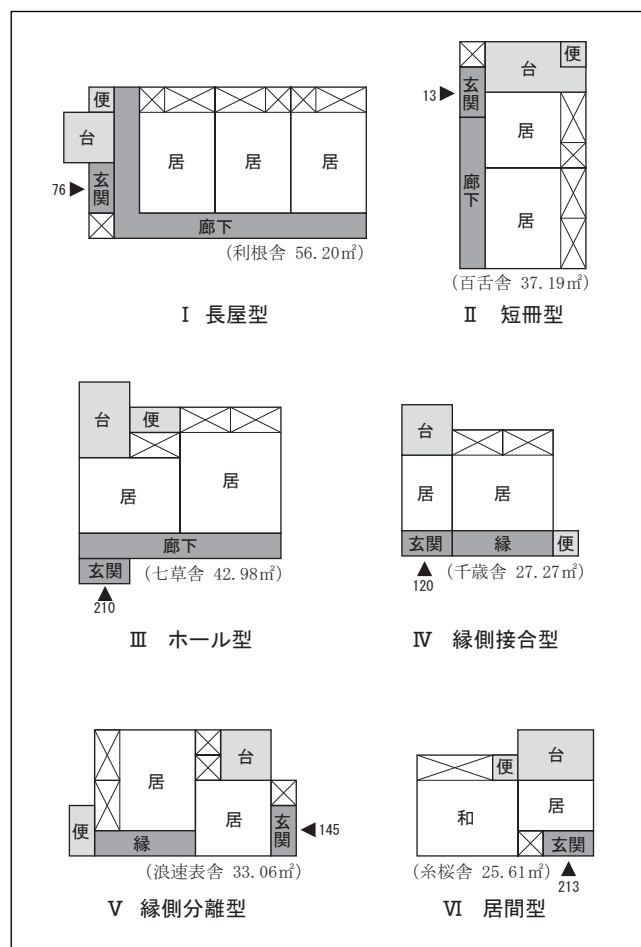 便
台
玄関
76
居
居
居
廊下
(利根舎 56.20㎡)
Ⅰ 長屋型
台
便
玄関
13
居
廊下
居
(百舌舎 37.19㎡)
Ⅱ 短冊型
台
便
居
居
廊下
玄関
210
(七草舎 42.98㎡)
Ⅲ ホール型
台
居
居
玄関
縁
便
120
(千歳舎 27.27㎡)
Ⅳ 縁側接合型
台
居
居
便
縁
玄関
145
(浪速表舎 33.06㎡)
Ⅴ 縁側分離型
便
台
和
居
玄関
213
(糸桜舎 25.61㎡)
Ⅵ 居間型